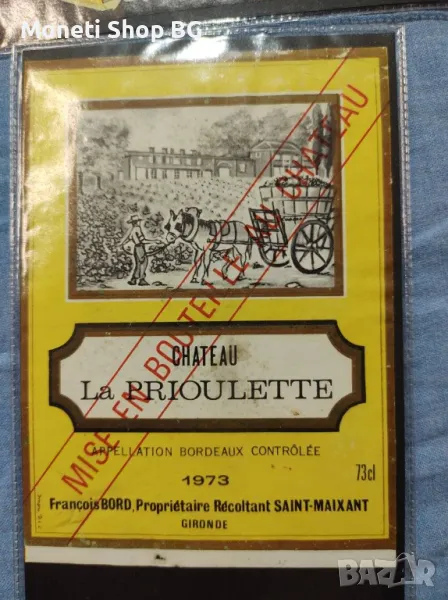 Moneti Shop BG
MISE EN BOUTEILLE AU CHATEAU
CHATEAU
La PRIOULETTE
APPELLATION BORDEAUX CONTRÔLÉE
1973
73cl
François BORD, Propriétaire Récoltant SAINT-MAIXANT
GIRONDE
BAZAR.BG